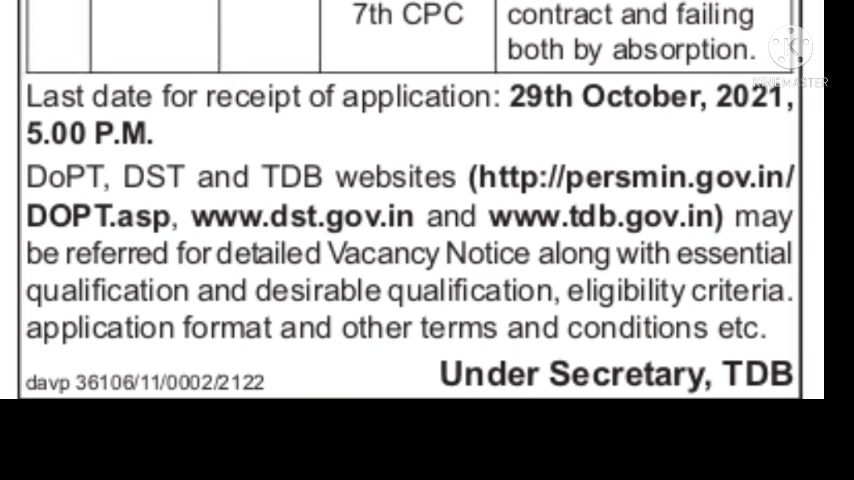 7th CPC
contract and failing
both by absorption.
KINEMASTER
Last date for receipt of application: 29th October, 2021,
5.00 P.M.
DoPT, DST and TDB websites (http://persmin.gov.in/
DOPT.asp, www.dst.gov.in and www.tdb.gov.in) may
be referred for detailed Vacancy Notice along with essential
qualification and desirable qualification, eligibility criteria.
application format and other terms and conditions etc.
davp 36106/11/0002/2122
Under Secretary, TDB